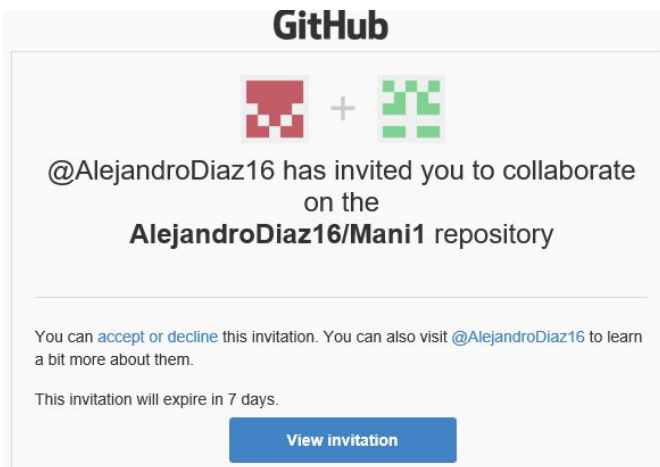 GitHub
+
@AlejandroDiaz16 has invited you to collaborate
on the
AlejandroDiaz16/Mani1 repository
You can accept or decline this invitation. You can also visit @AlejandroDiaz16 to learn
a bit more about them.
This invitation will expire in 7 days.
View invitation